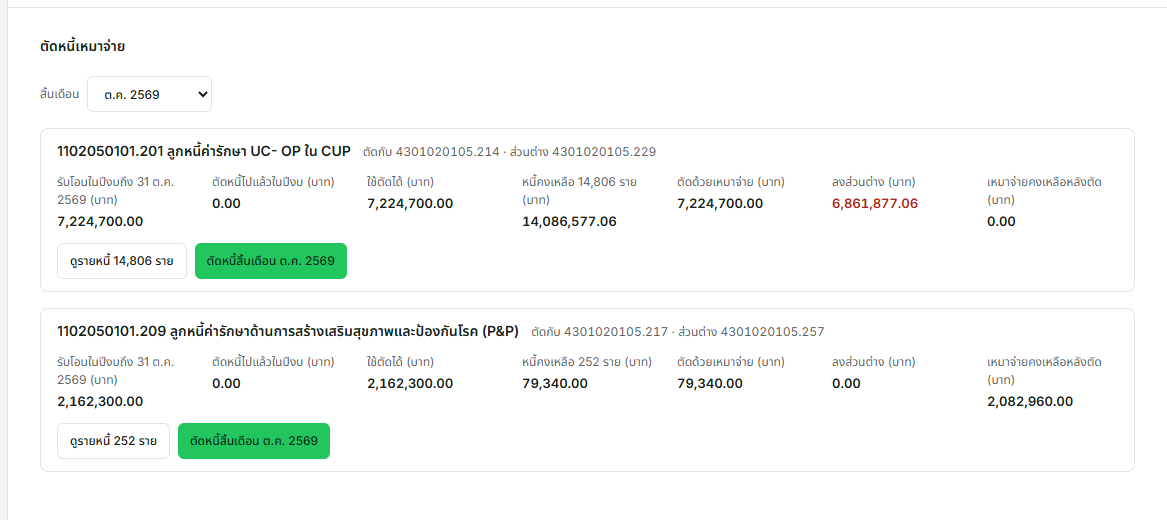 ตัดหนี้เหมาจ่าย
สิ้นเดือน ต.ค. 2569
1102050101.201 ลูกหนี้ค่ารักษา UC- OP ใน CUP ตัดกับ 4301020105.214 · ส่วนต่าง 4301020105.229
รับโอนในปีงบถึง 31 ต.ค. 2569 (บาท)
7,224,700.00
ตัดหนี้ไปแล้วในปีงบ (บาท)
0.00
ใช้ตัดได้ (บาท)
7,224,700.00
หนี้คงเหลือ 14,806 ราย (บาท)
14,086,577.06
ตัดด้วยเหมาจ่าย (บาท)
7,224,700.00
ลงส่วนต่าง (บาท)
6,861,877.06
เหมาจ่ายคงเหลือหลังตัด (บาท)
0.00
ดูรายหนี้ 14,806 ราย ตัดหนี้สิ้นเดือน ต.ค. 2569
1102050101.209 ลูกหนี้ค่ารักษาด้านการสร้างเสริมสุขภาพและป้องกันโรค (P&P) ตัดกับ 4301020105.217 · ส่วนต่าง 4301020105.257
รับโอนในปีงบถึง 31 ต.ค. 2569 (บาท)
2,162,300.00
ตัดหนี้ไปแล้วในปีงบ (บาท)
0.00
ใช้ตัดได้ (บาท)
2,162,300.00
หนี้คงเหลือ 252 ราย (บาท)
79,340.00
ตัดด้วยเหมาจ่าย (บาท)
79,340.00
ลงส่วนต่าง (บาท)
0.00
เหมาจ่ายคงเหลือหลังตัด (บาท)
2,082,960.00
ดูรายหนี้ 252 ราย ตัดหนี้สิ้นเดือน ต.ค. 2569